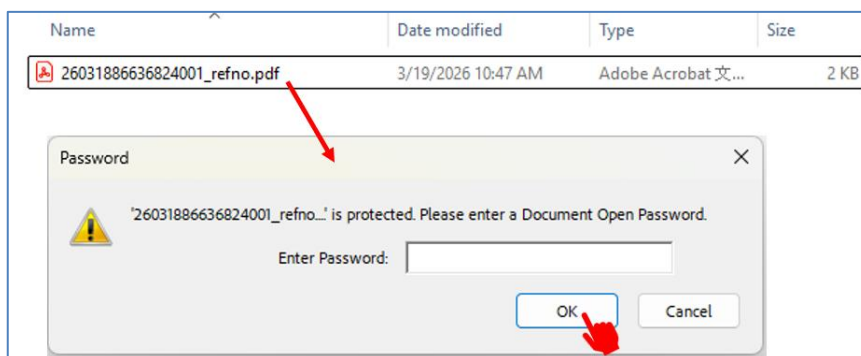 Name Date modified Type Size
26031886636824001_refno.pdf 3/19/2026 10:47 AM Adobe Acrobat 文... 2 KB
Password
'26031886636824001_refno...' is protected. Please enter a Document Open Password.
Enter Password:
OK Cancel